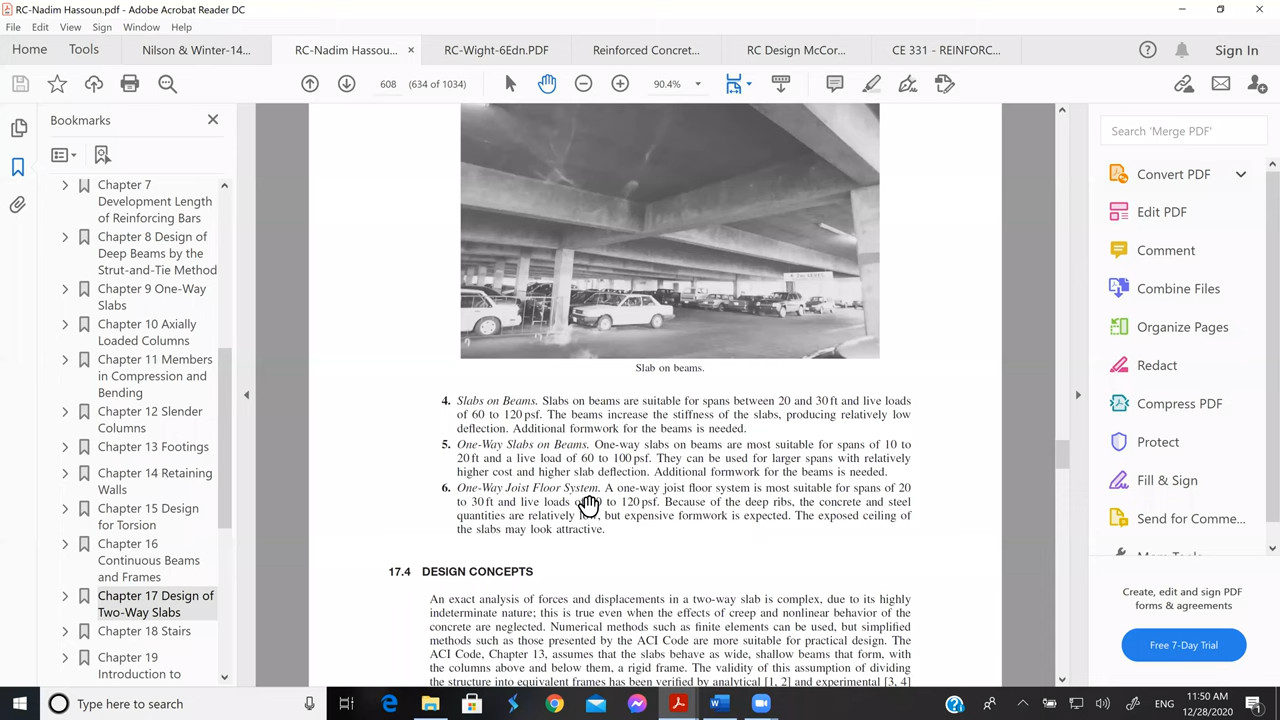 RC-Nadim Hassoun.pdf - Adobe Acrobat Reader DC
File Edit View Sign Window Help
Home Tools Nilson & Winter-14... RC-Nadim Hassou... × RC-Wight-6Edn.PDF Reinforced Concret... RC Design McCor... CE 331 - REINFORC... Sign In
608 (634 of 1034) 90.4%
Bookmarks
Chapter 7
Development Length
of Reinforcing Bars
Chapter 8 Design of
Deep Beams by the
Strut-and-Tie Method
Chapter 9 One-Way
Slabs
Chapter 10 Axially
Loaded Columns
Chapter 11 Members
in Compression and
Bending
Chapter 12 Slender
Columns
Chapter 13 Footings
Chapter 14 Retaining
Walls
Chapter 15 Design
for Torsion
Chapter 16
Continuous Beams
and Frames
Chapter 17 Design of
Two-Way Slabs
Chapter 18 Stairs
Chapter 19
Introduction to
Slab on beams.
4. Slabs on Beams. Slabs on beams are suitable for spans between 20 and 30 ft and live loads
of 60 to 120 psf. The beams increase the stiffness of the slabs, producing relatively low
deflection. Additional formwork for the beams is needed.
5. One-Way Slabs on Beams. One-way slabs on beams are most suitable for spans of 10 to
20 ft and a live load of 60 to 100 psf. They can be used for larger spans with relatively
higher cost and higher slab deflection. Additional formwork for the beams is needed.
6. One-Way Joist Floor System. A one-way joist floor system is most suitable for spans of 20
to 30 ft and live loads to 120 psf. Because of the deep ribs, the concrete and steel
quantities are relatively but expensive formwork is expected. The exposed ceiling of
the slabs may look attractive.
17.4 DESIGN CONCEPTS
An exact analysis of forces and displacements in a two-way slab is complex, due to its highly
indeterminate nature; this is true even when the effects of creep and nonlinear behavior of the
concrete are neglected. Numerical methods such as finite elements can be used, but simplified
methods such as those presented by the ACI Code are more suitable for practical design. The
ACI Code, Chapter 13, assumes that the slabs behave as wide, shallow beams that form, with
the columns above and below them, a rigid frame. The validity of this assumption of dividing
the structure into equivalent frames has been verified by analytical [1, 2] and experimental [3, 4]
Search 'Merge PDF'
Convert PDF
Edit PDF
Comment
Combine Files
Organize Pages
Redact
Compress PDF
Protect
Fill & Sign
Send for Comme...
More Tools
Create, edit and sign PDF
forms & agreements
Free 7-Day Trial
Type here to search
ENG
11:50 AM
12/28/2020